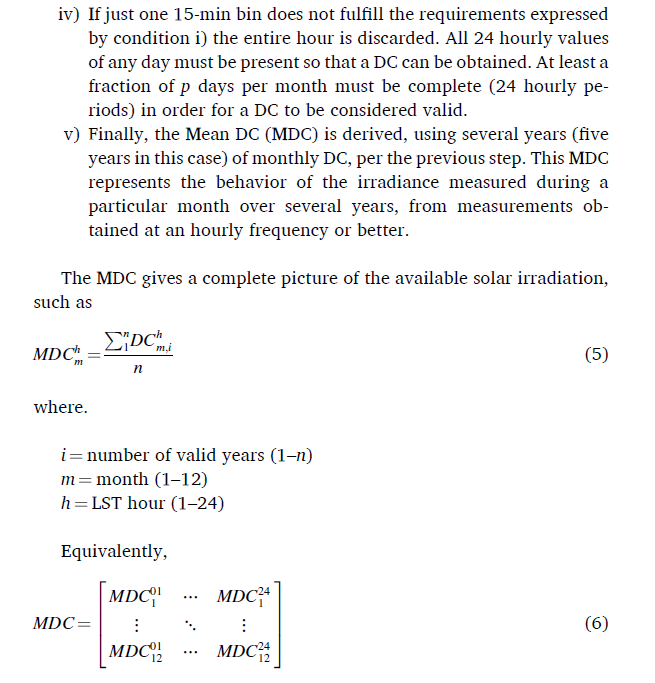 iv) If just one 15-min bin does not fulfill the requirements expressed
by condition i) the entire hour is discarded. All 24 hourly values
of any day must be present so that a DC can be obtained. At least a
fraction of p days per month must be complete (24 hourly pe-
riods) in order for a DC to be considered valid.
v) Finally, the Mean DC (MDC) is derived, using several years (five
years in this case) of monthly DC, per the previous step. This MDC
represents the behavior of the irradiance measured during a
particular month over several years, from measurements ob-
tained at an hourly frequency or better.
The MDC gives a complete picture of the available solar irradiation,
such as
MDC_m^h = \frac{\sum_1^n DC_{m,i}^h}{n} (5)
where.
i = number of valid years (1–n)
m = month (1–12)
h = LST hour (1–24)
Equivalently,
MDC = \begin{bmatrix} MDC_1^{01} & \cdots & MDC_1^{24} \\ \vdots & \ddots & \vdots \\ MDC_{12}^{01} & \cdots & MDC_{12}^{24} \end{bmatrix} (6)